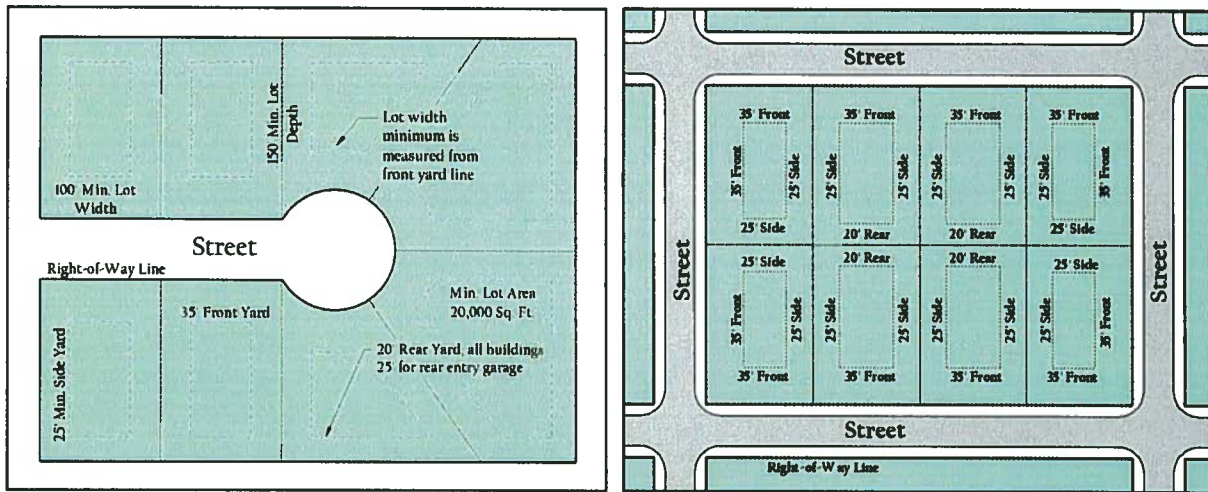 150' Min. Lot
Depth
Lot width
minimum is
measured from
front yard line
100' Min. Lot
Width
Street
Right-of-Way Line
35' Front Yard
Min. Lot Area
20,000 Sq. Ft.
25' Min. Side Yard
20' Rear Yard, all buildings
25' for rear entry garage
Street
35' Front 35' Front 35' Front 35' Front
35' Front 25' Side 25' Side 25' Side 25' Side 25' Side 25' Side 35' Front
25' Side 20' Rear 20' Rear 25' Side
Street Street
25' Side 20' Rear 20' Rear 25' Side
35' Front 25' Side 25' Side 25' Side 25' Side 25' Side 25' Side 35' Front
35' Front 35' Front 35' Front 35' Front
Street
Right-of-Way Line